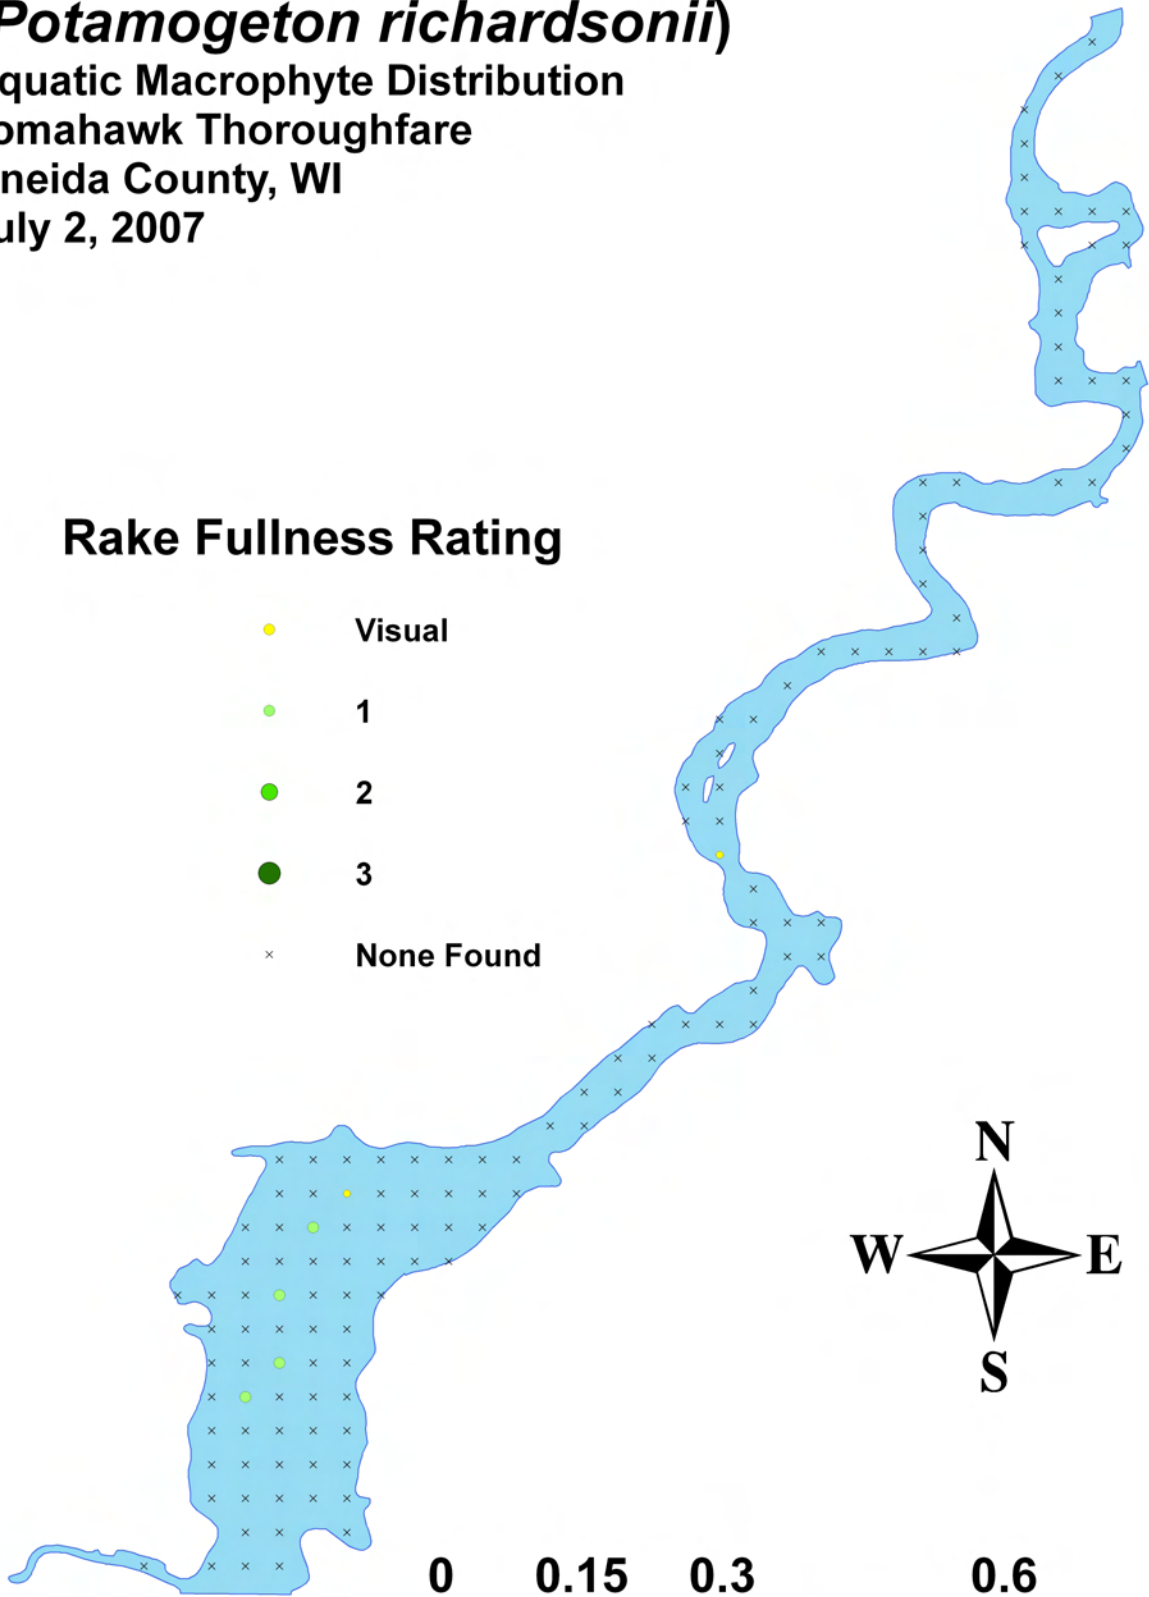 Potamogeton richardsonii)
quatic Macrophyte Distribution
omahawk Thoroughfare
neida County, WI
uly 2, 2007
Rake Fullness Rating
Visual
1
2
3
None Found
N
W E
S
0 0.15 0.3 0.6